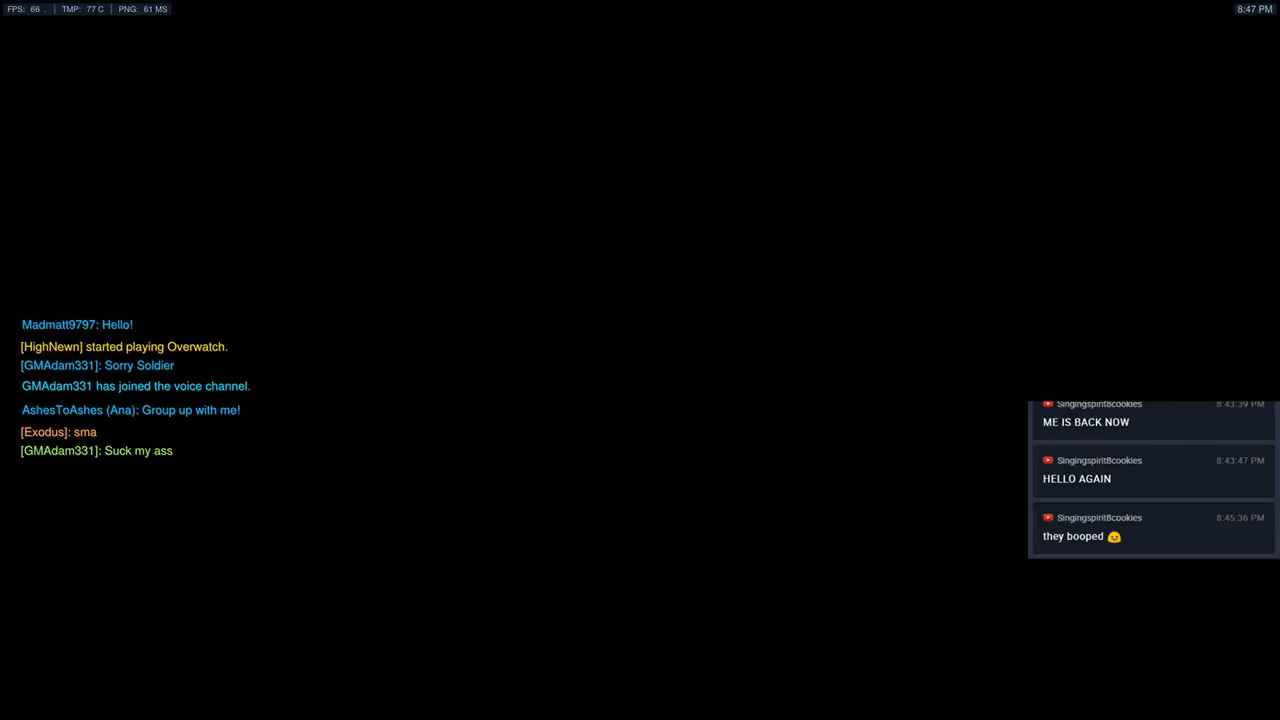 FPS: 66 . | TMP: 77 C | PNG: 61 MS
8:47 PM
Madmatt9797: Hello!
[HighNewn] started playing Overwatch.
[GMAdam331]: Sorry Soldier
GMAdam331 has joined the voice channel.
AshesToAshes (Ana): Group up with me!
[Exodus]: sma
[GMAdam331]: Suck my ass
Singingspirit8cookies 8:43:39 PM
ME IS BACK NOW
Singingspirit8cookies 8:43:47 PM
HELLO AGAIN
Singingspirit8cookies 8:45:36 PM
they booped